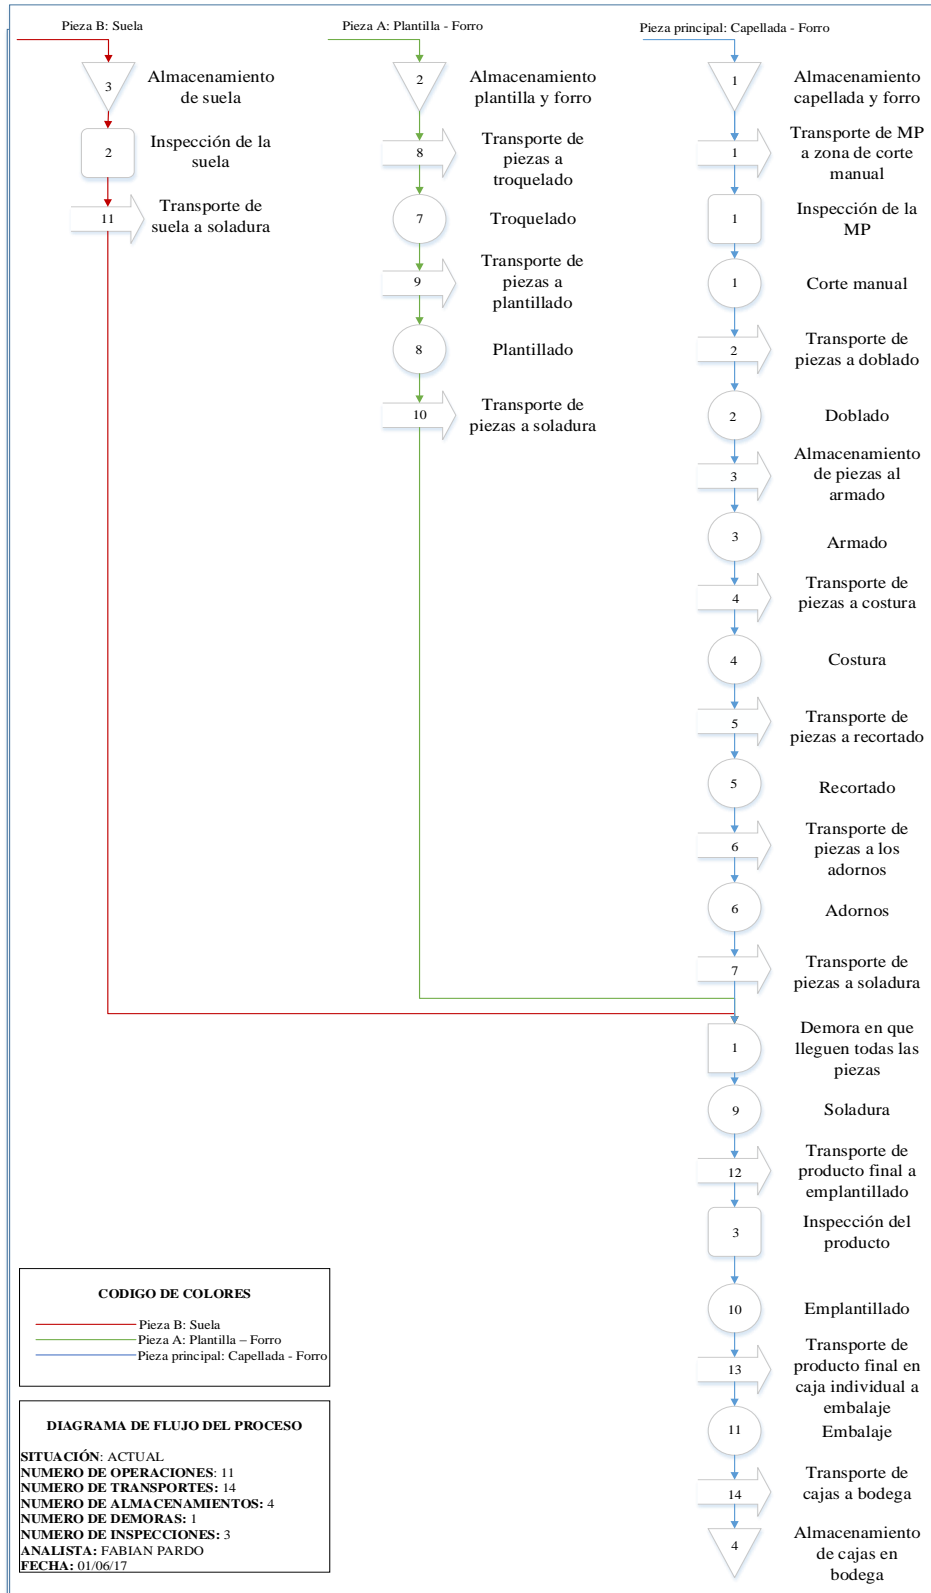 Pieza B: Suela
3
Almacenamiento
de suela
2
Inspección de la
suela
11
Transporte de
suela a soladura
Pieza A: Plantilla - Forro
2
Almacenamiento
plantilla y forro
8
Transporte de
piezas a
troquelado
7
Troquelado
9
Transporte de
piezas a
plantillado
8
Plantillado
10
Transporte de
piezas a soladura
Pieza principal: Capellada - Forro
1
Almacenamiento
capellada y forro
1
Transporte de MP
a zona de corte
manual
1
Inspección de la
MP
1
Corte manual
2
Transporte de
piezas a doblado
2
Doblado
3
Almacenamiento
de piezas al
armado
3
Armado
4
Transporte de
piezas a costura
4
Costura
5
Transporte de
piezas a recortado
5
Recortado
6
Transporte de
piezas a los
adornos
6
Adornos
7
Transporte de
piezas a soladura
1
Demora en que
lleguen todas las
piezas
9
Soladura
12
Transporte de
producto final a
emplantillado
3
Inspección del
producto
10
Emplantillado
13
Transporte de
producto final en
caja individual a
embalaje
11
Embalaje
14
Transporte de
cajas a bodega
4
Almacenamiento
de cajas en
bodega
CODIGO DE COLORES
Pieza B: Suela
Pieza A: Plantilla – Forro
Pieza principal: Capellada - Forro
DIAGRAMA DE FLUJO DEL PROCESO
SITUACIÓN: ACTUAL
NUMERO DE OPERACIONES: 11
NUMERO DE TRANSPORTES: 14
NUMERO DE ALMACENAMIENTOS: 4
NUMERO DE DEMORAS: 1
NUMERO DE INSPECCIONES: 3
ANALISTA: FABIAN PARDO
FECHA: 01/06/17